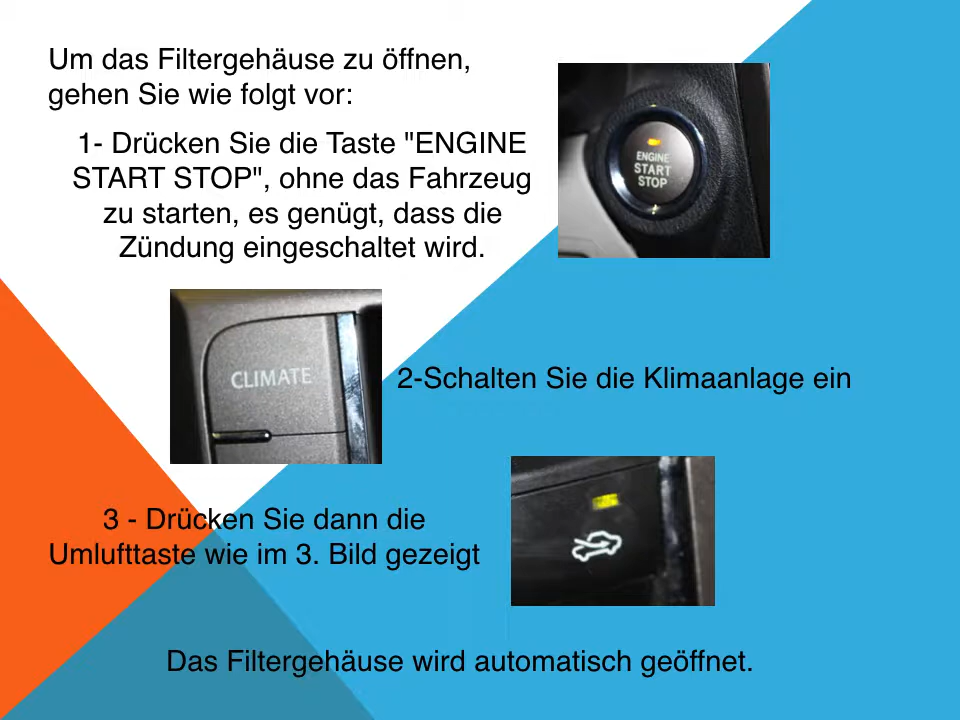 Um das Filtergehäuse zu öffnen,
gehen Sie wie folgt vor:
1- Drücken Sie die Taste "ENGINE
START STOP", ohne das Fahrzeug
zu starten, es genügt, dass die
Zündung eingeschaltet wird.
ENGINE
START
STOP
CLIMATE
2-Schalten Sie die Klimaanlage ein
3 - Drücken Sie dann die
Umlufttaste wie im 3. Bild gezeigt
Das Filtergehäuse wird automatisch geöffnet.